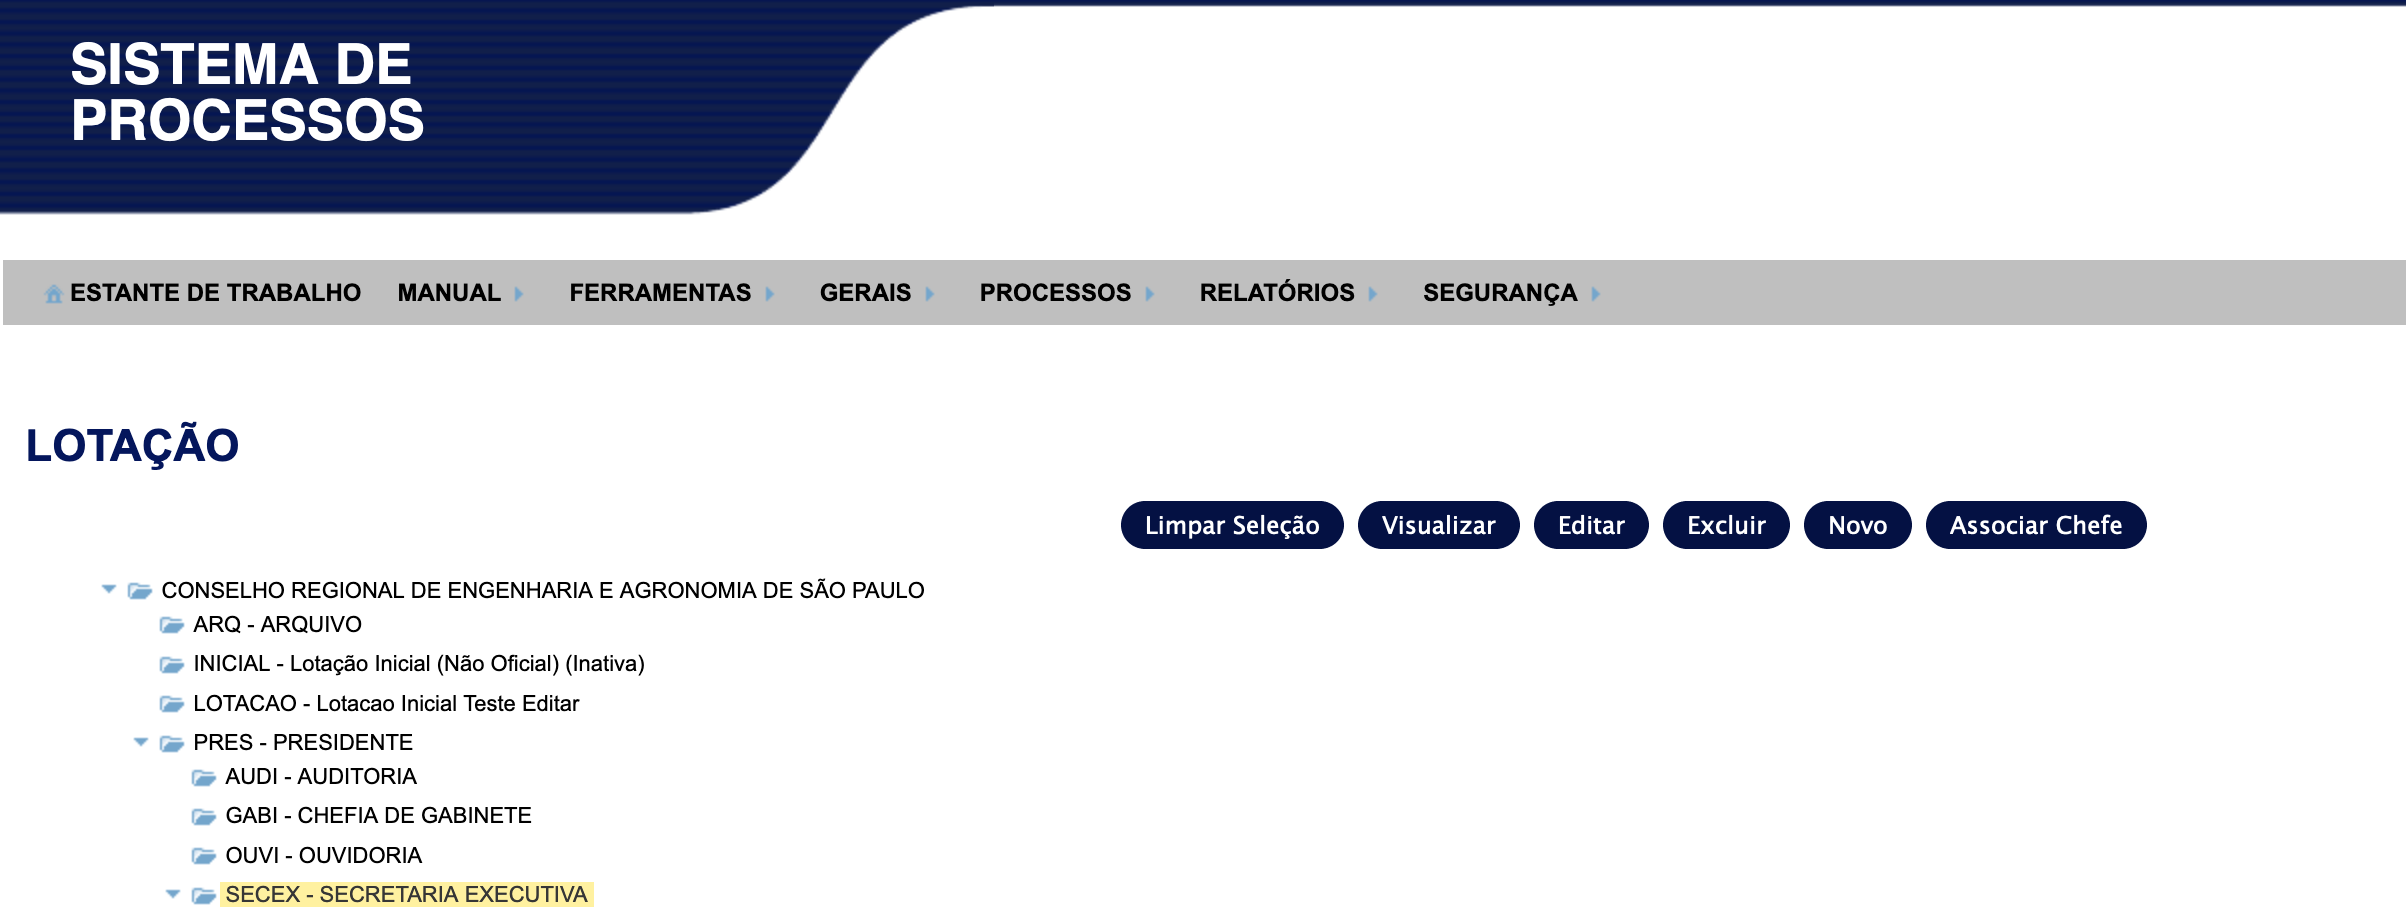 SISTEMA DE
PROCESSOS
ESTANTE DE TRABALHO MANUAL FERRAMENTAS GERAIS PROCESSOS RELATÓRIOS SEGURANÇA
LOTAÇÃO
Limpar Seleção Visualizar Editar Excluir Novo Associar Chefe
CONSELHO REGIONAL DE ENGENHARIA E AGRONOMIA DE SÃO PAULO
ARQ - ARQUIVO
INICIAL - Lotação Inicial (Não Oficial) (Inativa)
LOTACAO - Lotacao Inicial Teste Editar
PRES - PRESIDENTE
AUDI - AUDITORIA
GABI - CHEFIA DE GABINETE
OUVI - OUVIDORIA
SECEX - SECRETARIA EXECUTIVA